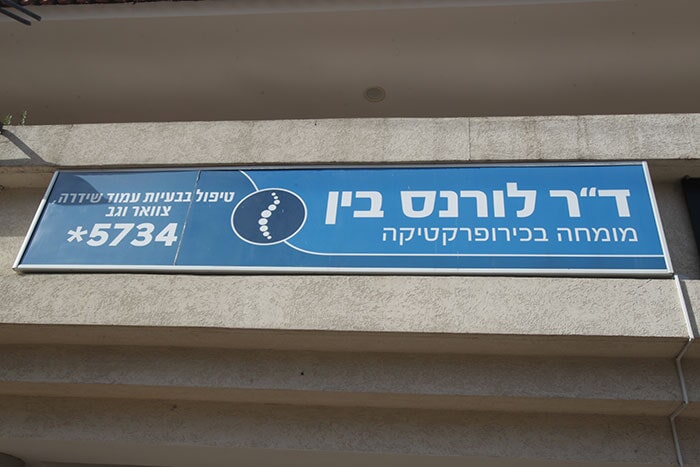 ד״ר לורנס בין
מומחה בכירופרקטיקה
טיפול בבעיות עמוד שידרה,
צוואר וגב
*5734